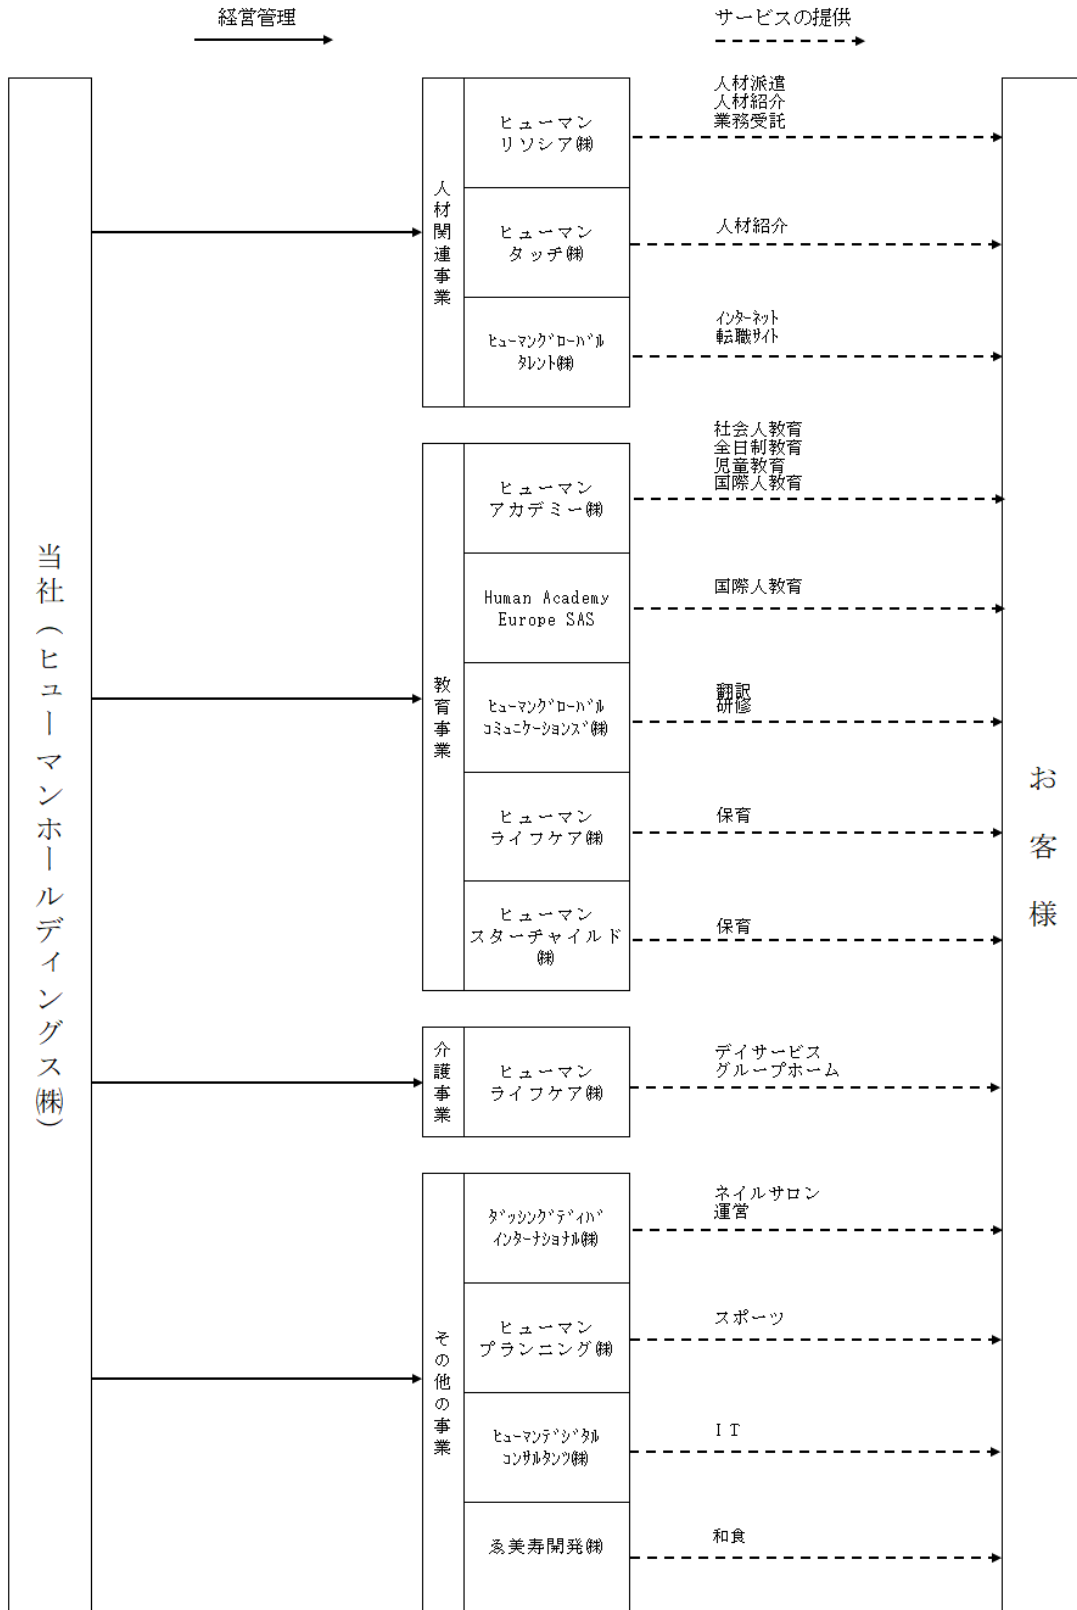 経営管理
サービスの提供
当社(ヒューマンホールディングス㈱)
人材関連事業
ヒューマン
リソシア㈱
人材派遣
人材紹介
業務受託
ヒューマン
タッチ㈱
人材紹介
ﾋｭｰﾏﾝｸﾞﾛｰﾊﾞﾙ
ﾀﾚﾝﾄ㈱
ｲﾝﾀｰﾈｯﾄ
転職ｻｲﾄ
教育事業
ヒューマン
アカデミー㈱
社会人教育
全日制教育
児童教育
国際人教育
Human Academy
Europe SAS
国際人教育
ﾋｭｰﾏﾝｸﾞﾛｰﾊﾞﾙ
ｺﾐｭﾆｹｰｼｮﾝｽﾞ㈱
翻訳
研修
ヒューマン
ライフケア㈱
保育
ヒューマン
スターチャイルド
㈱
保育
介護事業
ヒューマン
ライフケア㈱
デイサービス
グループホーム
その他の事業
ﾀﾞｯｼﾝｸﾞﾃﾞｨﾊﾞ
ｲﾝﾀｰﾅｼｮﾅﾙ㈱
ネイルサロン
運営
ヒューマン
プランニング㈱
スポーツ
ﾋｭｰﾏﾝﾃﾞｼﾞﾀﾙ
ｺﾝｻﾙﾀﾝﾂ㈱
ＩＴ
ゑ美寿開発㈱
和食
お客様